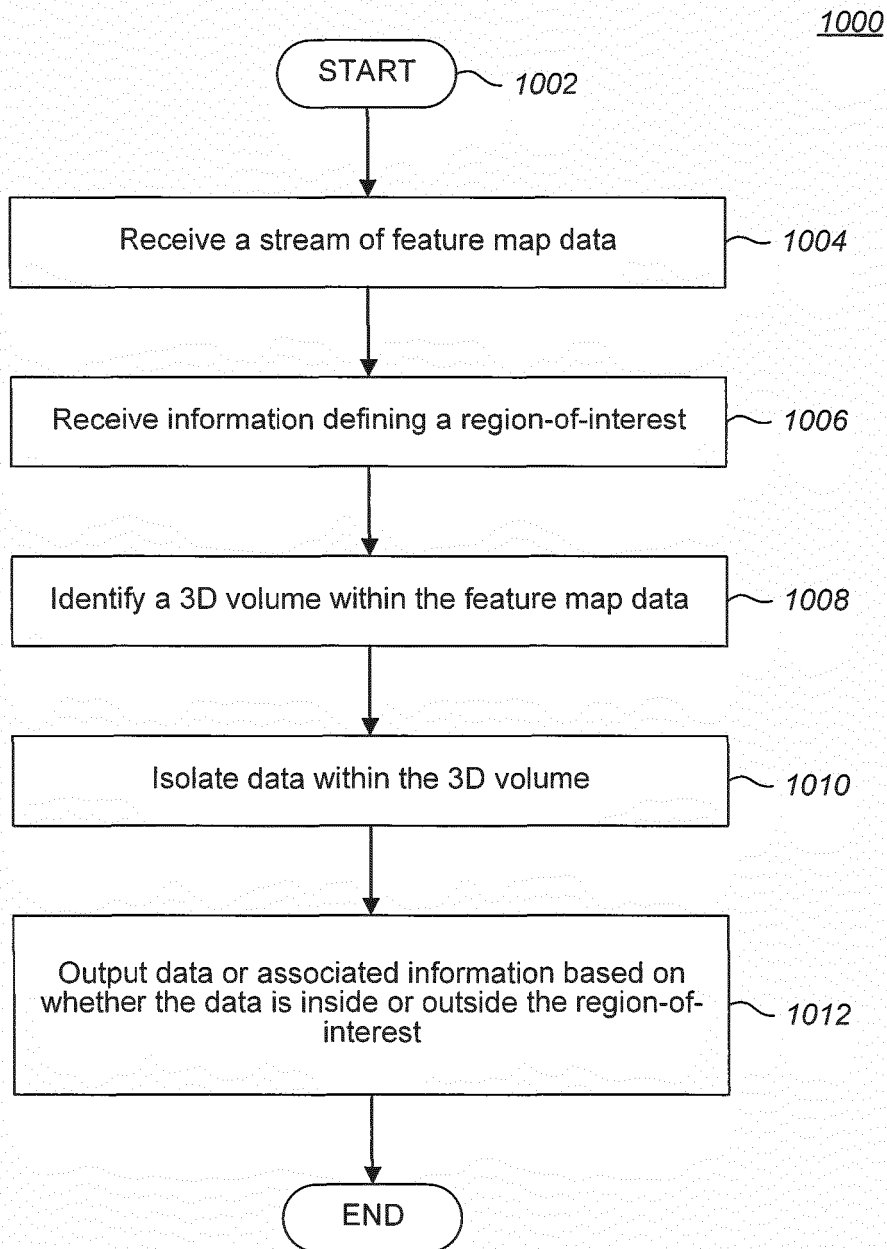 1000
START
1002
Receive a stream of feature map data
1004
Receive information defining a region-of-interest
1006
Identify a 3D volume within the feature map data
1008
Isolate data within the 3D volume
1010
Output data or associated information based on
whether the data is inside or outside the region-of-
interest
1012
END